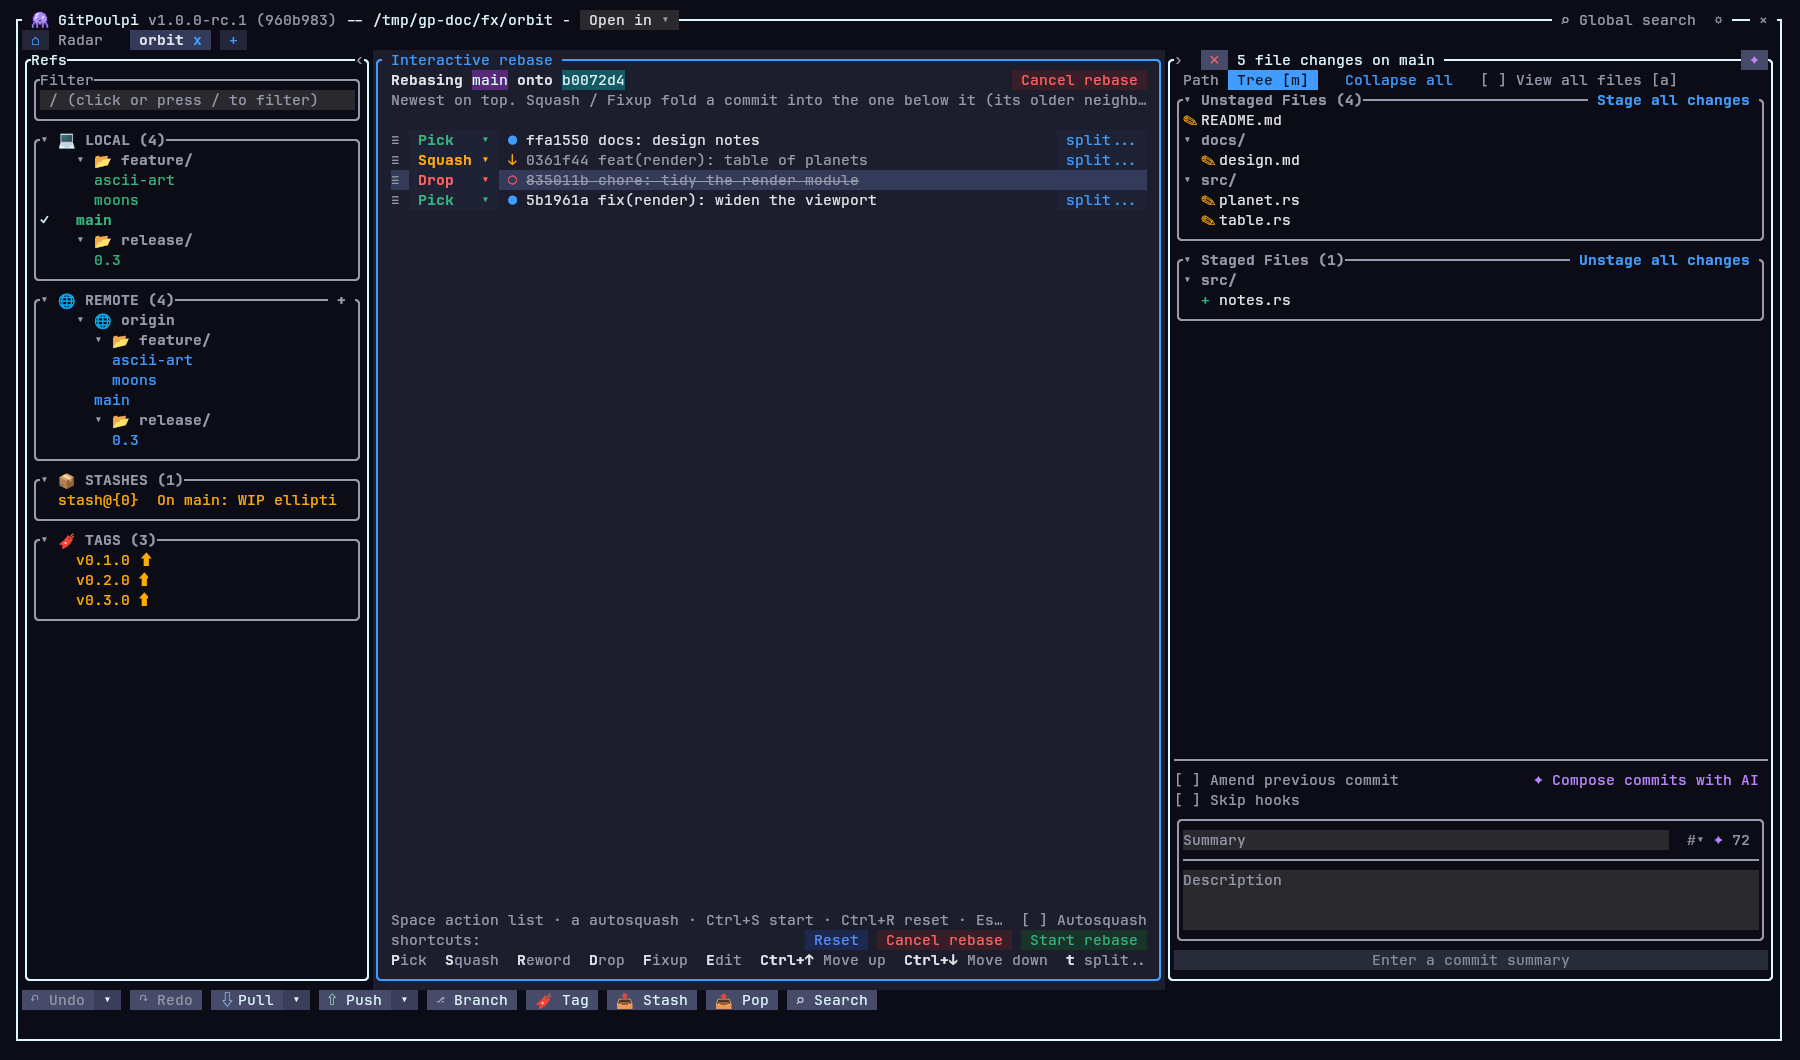 GitPoulpi v1.0.0-rc.1 (960b983) —— /tmp/gp-doc/fx/orbit - Open in ▾ ⌕ Global search ⚙ ×
⌂ Radar orbit x +
Refs ‹
Filter
/ (click or press / to filter)
▾ 💻 LOCAL (4)
▾ 📂 feature/
ascii-art
moons
✓ main
▾ 📂 release/
0.3
▾ 🌐 REMOTE (4) +
▾ 🌐 origin
▾ 📂 feature/
ascii-art
moons
main
▾ 📂 release/
0.3
▾ 📦 STASHES (1)
stash@{0} On main: WIP ellipti
▾ 🔖 TAGS (3)
v0.1.0 ⬆
v0.2.0 ⬆
v0.3.0 ⬆
Interactive rebase
Rebasing main onto b0072d4 Cancel rebase
Newest on top. Squash / Fixup fold a commit into the one below it (its older neighb…
≡ Pick ▾ ● ffa1550 docs: design notes split...
≡ Squash ▾ ↓ 0361f44 feat(render): table of planets split...
≡ Drop ▾ ○ 835011b chore: tidy the render module
≡ Pick ▾ ● 5b1961a fix(render): widen the viewport split...
Space action list · a autosquash · Ctrl+S start · Ctrl+R reset · Es… [ ] Autosquash
shortcuts: Reset Cancel rebase Start rebase
Pick Squash Reword Drop Fixup Edit Ctrl+↑ Move up Ctrl+↓ Move down t split..
› ✕ 5 file changes on main ✦
Path Tree [m] Collapse all [ ] View all files [a]
▾ Unstaged Files (4) Stage all changes
✎ README.md
▾ docs/
✎ design.md
▾ src/
✎ planet.rs
✎ table.rs
▾ Staged Files (1) Unstage all changes
▾ src/
+ notes.rs
[ ] Amend previous commit ✦ Compose commits with AI
[ ] Skip hooks
Summary #▾ ✦ 72
Description
Enter a commit summary
↶ Undo ▾ ↷ Redo ⇩ Pull ▾ ⇧ Push ▾ ⎇ Branch 🔖 Tag 📥 Stash 📤 Pop ⌕ Search